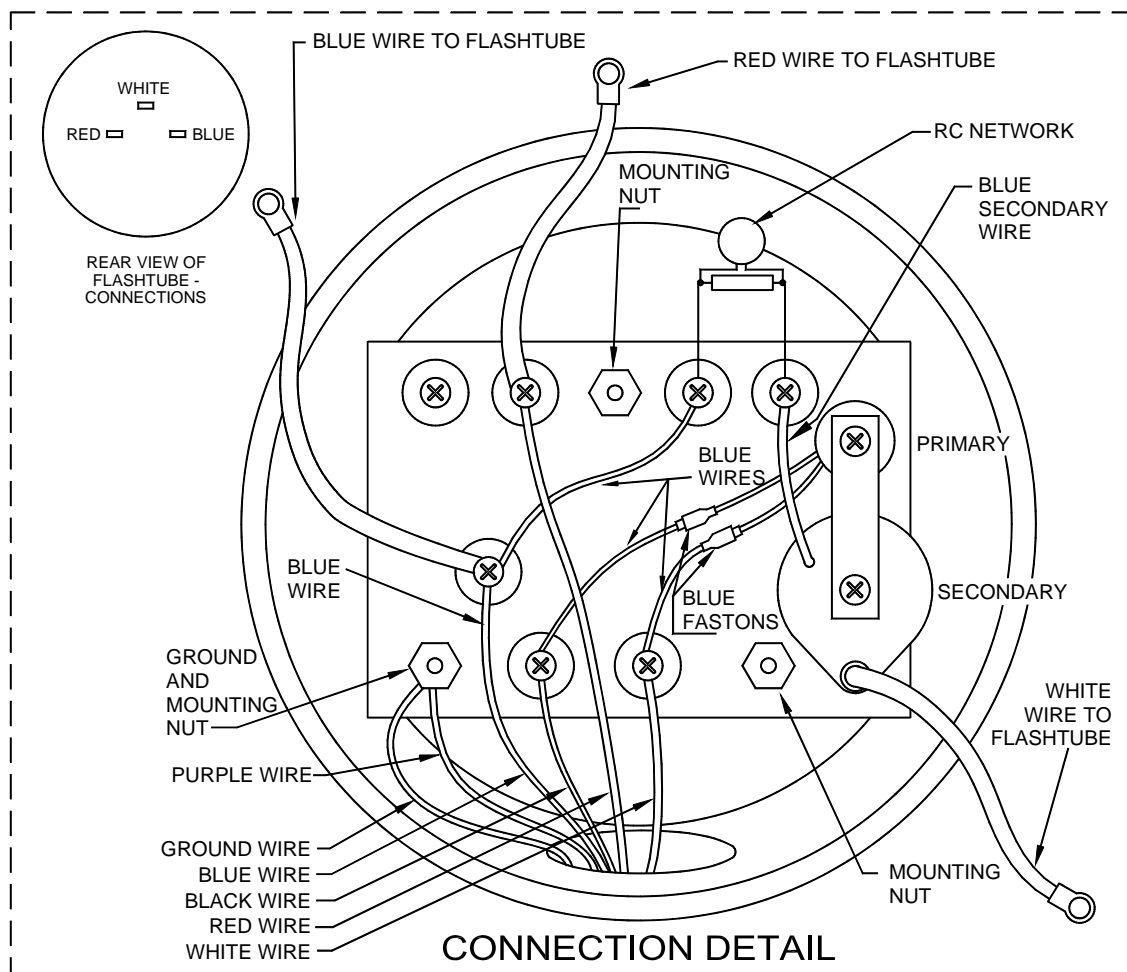 BLUE WIRE TO FLASHTUBE
RED WIRE TO FLASHTUBE
WHITE
RED
BLUE
REAR VIEW OF
FLASHTUBE -
CONNECTIONS
MOUNTING
NUT
RC NETWORK
BLUE
SECONDARY
WIRE
PRIMARY
BLUE
WIRES
BLUE
WIRE
BLUE
FASTONS
SECONDARY
GROUND
AND
MOUNTING
NUT
WHITE
WIRE TO
FLASHTUBE
PURPLE WIRE
GROUND WIRE
BLUE WIRE
BLACK WIRE
RED WIRE
WHITE WIRE
MOUNTING
NUT
CONNECTION DETAIL